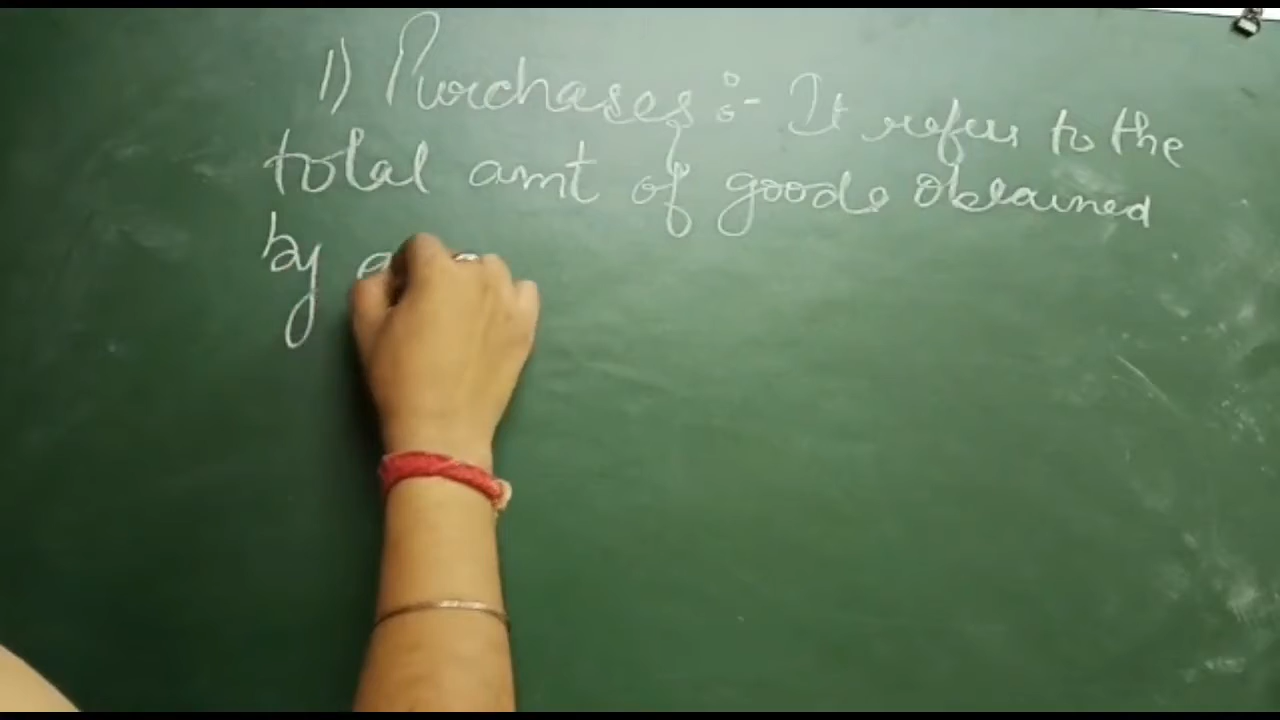 1) Purchases :- It refers to the
total amt of goods obtained
by a